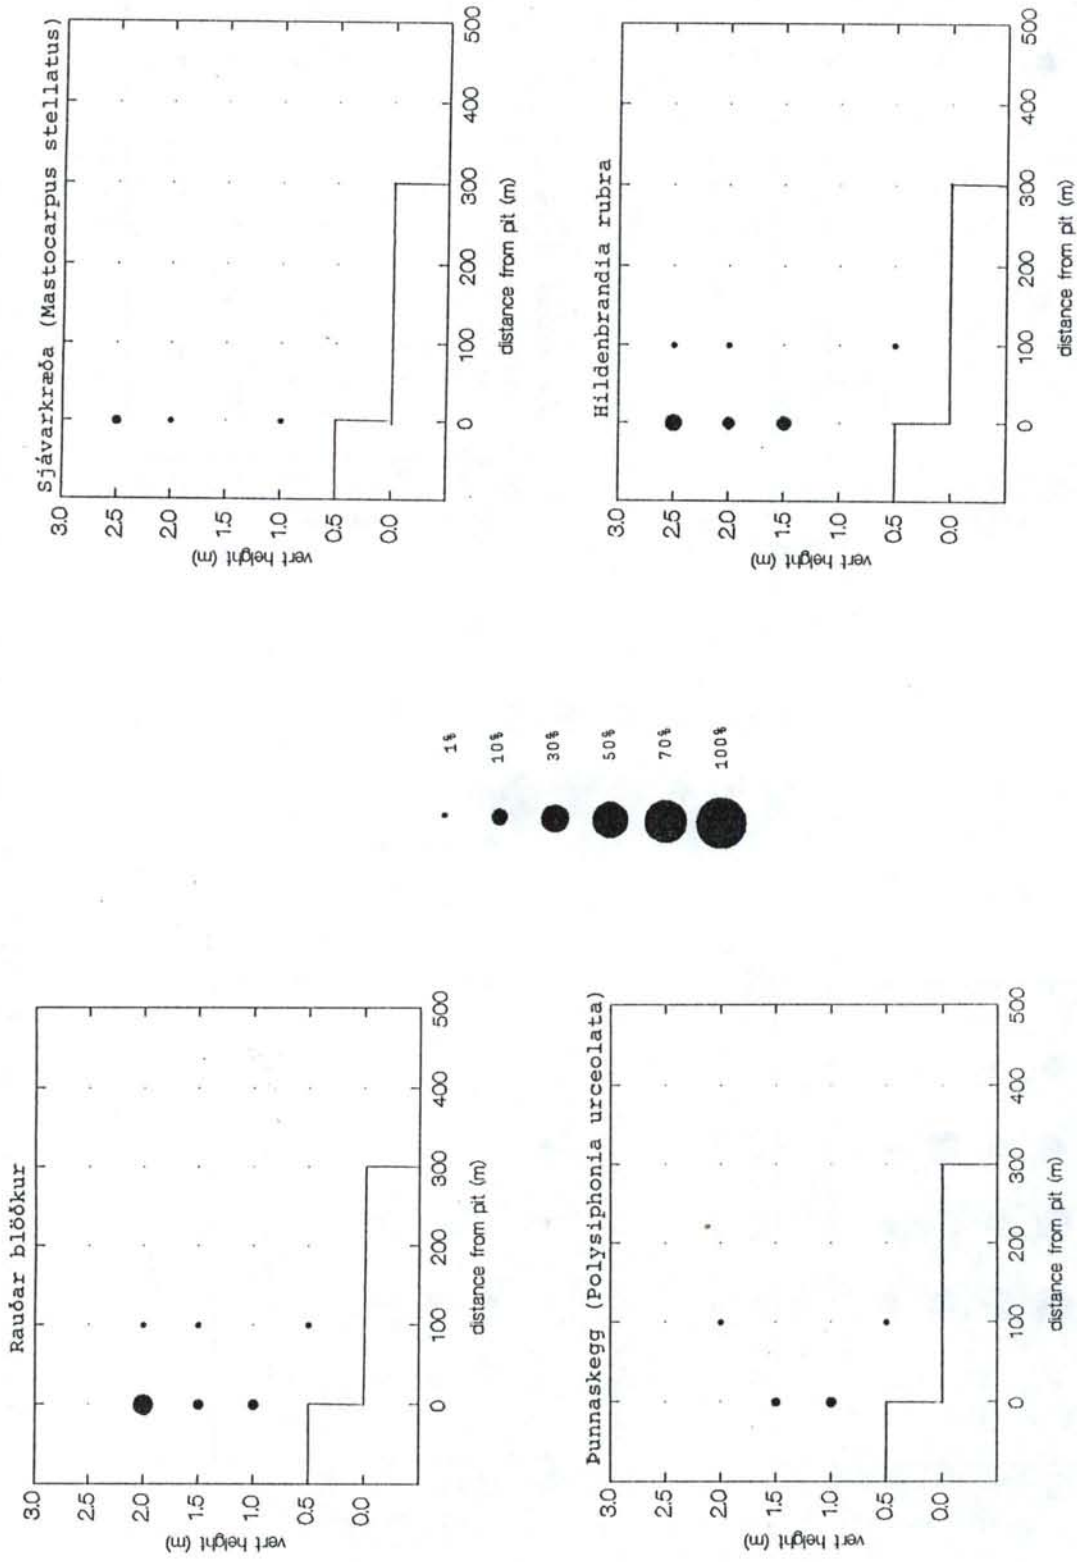 Rauðar blöðkur
3.0
2.5
2.0
1.5
1.0
0.5
0.0
vert height (m)
0 100 200 300 400 500
distance from pit (m)
Sjávarkræða (Mastocarpus stellatus)
3.0
2.5
2.0
1.5
1.0
0.5
0.0
vert height (m)
0 100 200 300 400 500
distance from pit (m)
1%
10%
30%
50%
70%
100%
Þunnaskegg (Polysiphonia urceolata)
3.0
2.5
2.0
1.5
1.0
0.5
0.0
vert height (m)
0 100 200 300 400 500
distance from pit (m)
Hildenbrandia rubra
3.0
2.5
2.0
1.5
1.0
0.5
0.0
vert height (m)
0 100 200 300 400 500
distance from pit (m)